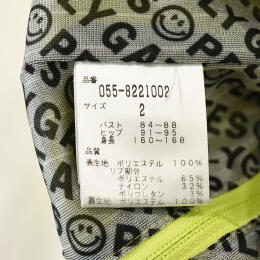 品番
055-8221002
サイズ
2
バスト 84〜88
ヒップ 91〜95
身長 160〜168
品質
表生地 ポリエステル 100%
リブ部分
ポリエステル 65%
ナイロン 32%
ポリウレタン 3%
裏生地 ポリエステル 100%
PEARLY GATES